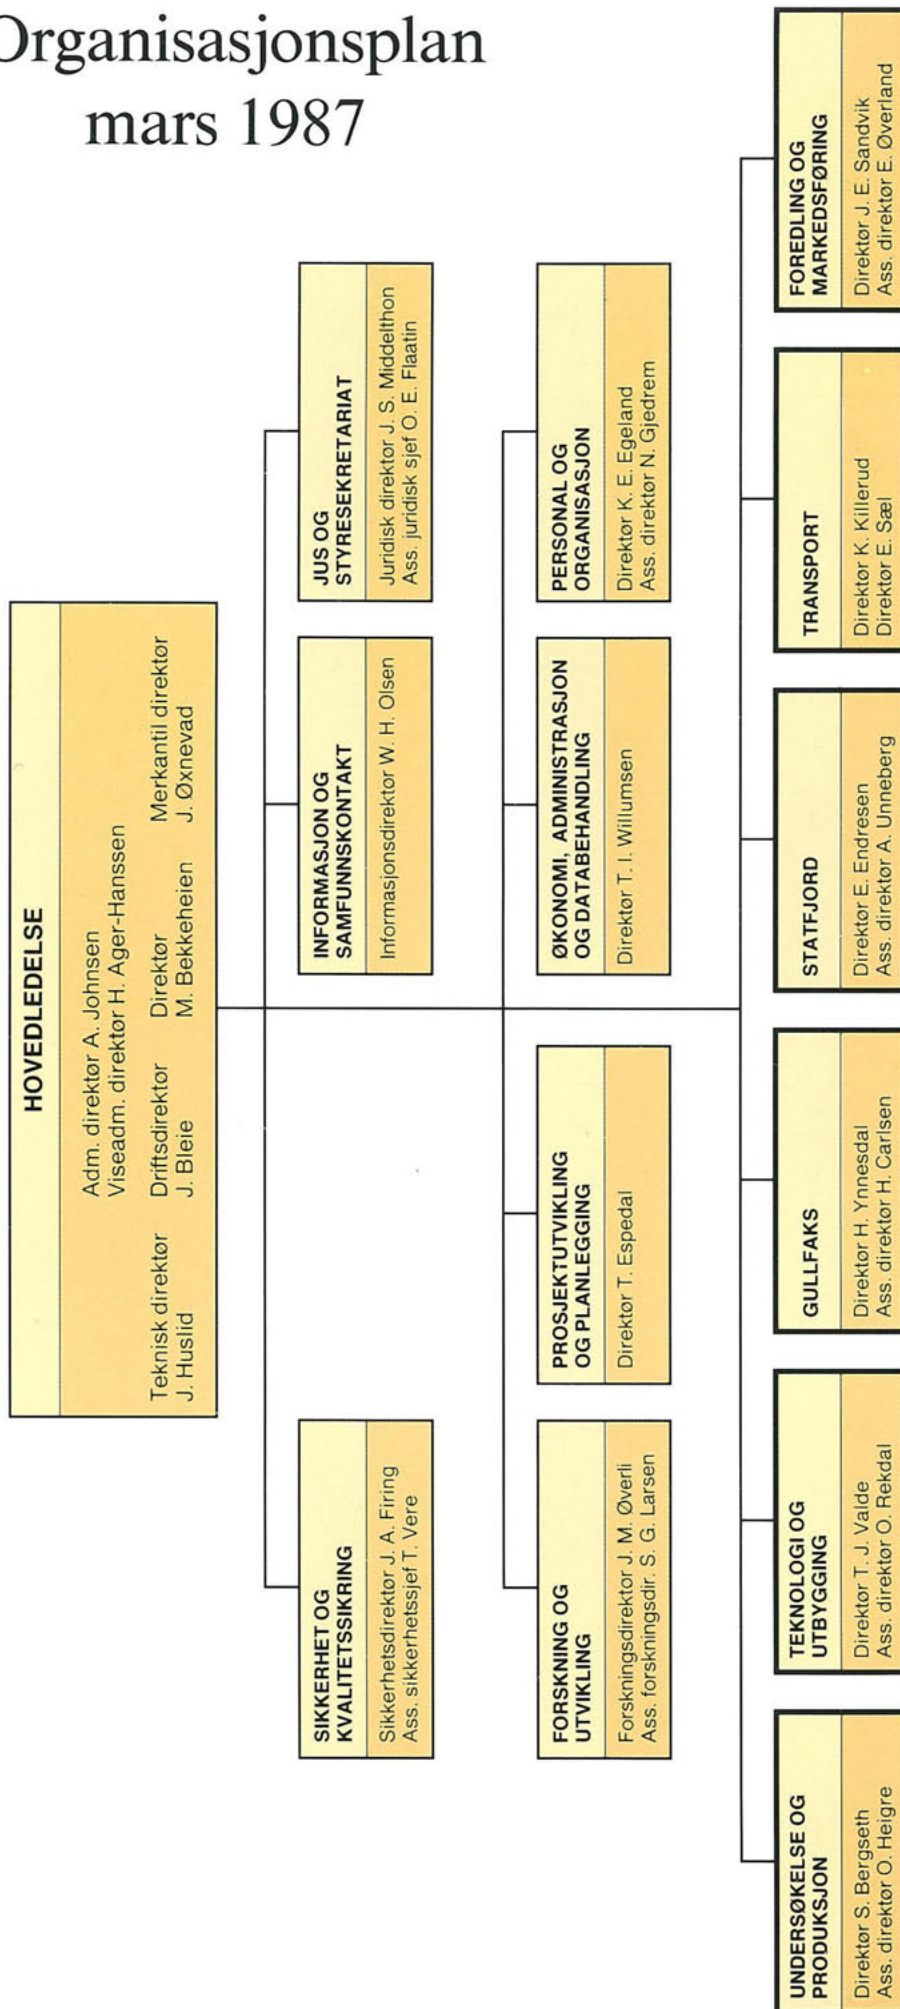 Organisasjonsplan
mars 1987
HOVEDLEDELSE
Adm. direktør A. Johnsen
Viseadm. direktør H. Ager-Hanssen
Teknisk direktør
J. Huslid
Driftsdirektør
J. Bleie
Direktør
M. Bekkeheien
Merkantil direktør
J. Øxnevad
SIKKERHET OG
KVALITETSSIKRING
Sikkerhetsdirektør J. A. Firing
Ass. sikkerhetssjef T. Vere
INFORMASJON OG
SAMFUNNSKONTAKT
Informasjonsdirektør W. H. Olsen
JUS OG
STYRESEKRETARIAT
Juridisk direktør J. S. Middelthon
Ass. juridisk sjef O. E. Flaatin
FORSKNING OG
UTVIKLING
Forskningsdirektør J. M. Øverli
Ass. forskningsdir. S. G. Larsen
PROSJEKTUTVIKLING
OG PLANLEGGING
Direktør T. Espedal
ØKONOMI, ADMINISTRASJON
OG DATABEHANDLING
Direktør T. I. Willumsen
PERSONAL OG
ORGANISASJON
Direktør K. E. Egeland
Ass. direktør N. Gjedrem
UNDERSØKELSE OG
PRODUKSJON
Direktør S. Bergseth
Ass. direktør O. Heigre
TEKNOLOGI OG
UTBYGGING
Direktør T. J. Valde
Ass. direktør O. Rekdal
GULLFAKS
Direktør H. Ynnesdal
Ass. direktør H. Carlsen
STATFJORD
Direktør E. Endresen
Ass. direktør A. Unneberg
TRANSPORT
Direktør K. Killerud
Direktør E. Sæl
FOREDLING OG
MARKEDSFØRING
Direktør J. E. Sandvik
Ass. direktør E. Øverland